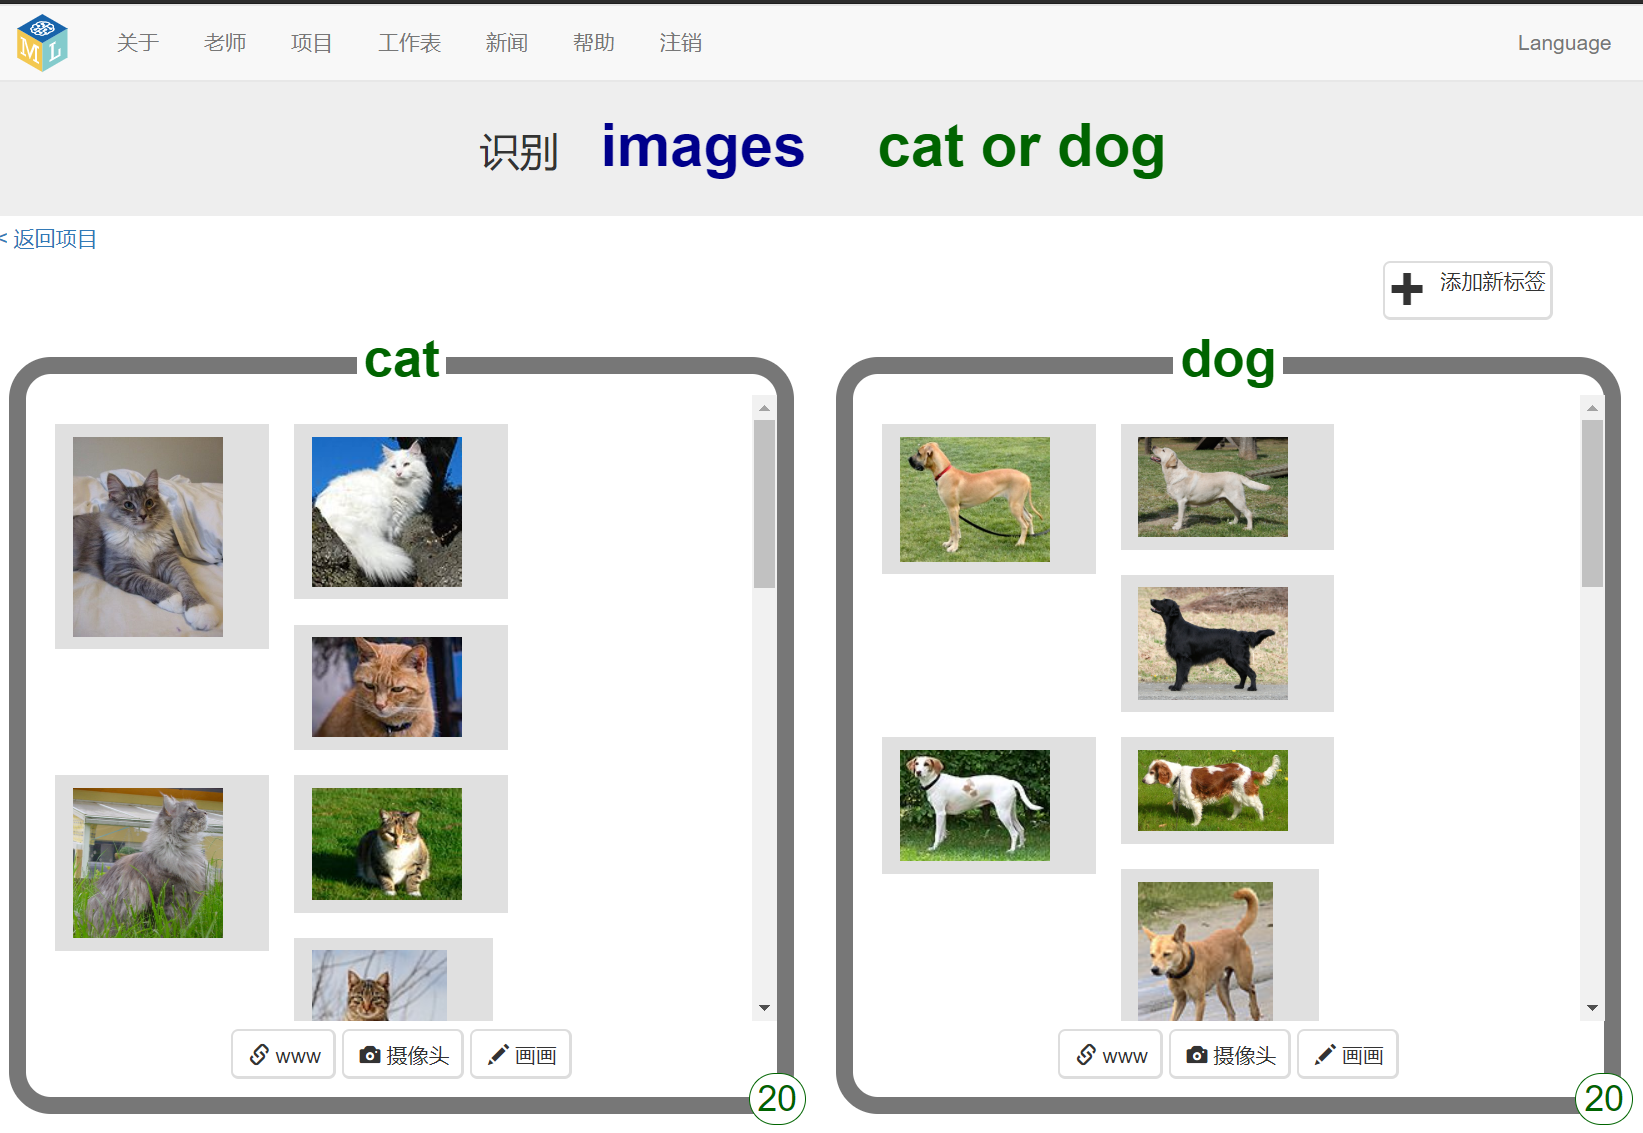 M L
关于 老师 项目 工作表 新闻 帮助 注销 Language
识别 images cat or dog
< 返回项目
添加新标签
cat
www 摄像头 画画
20
dog
www 摄像头 画画
20